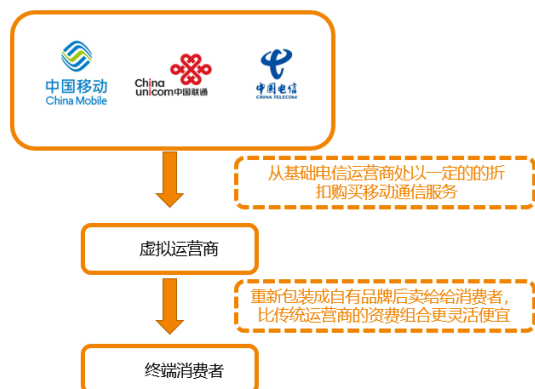 中国移动
China Mobile
China
unicom中国联通
中国电信
CHINA TELECOM
从基础电信运营商处以一定的的折
扣购买移动通信服务
虚拟运营商
重新包装成自有品牌后卖给给消费者，
比传统运营商的资费组合更灵活便宜
终端消费者